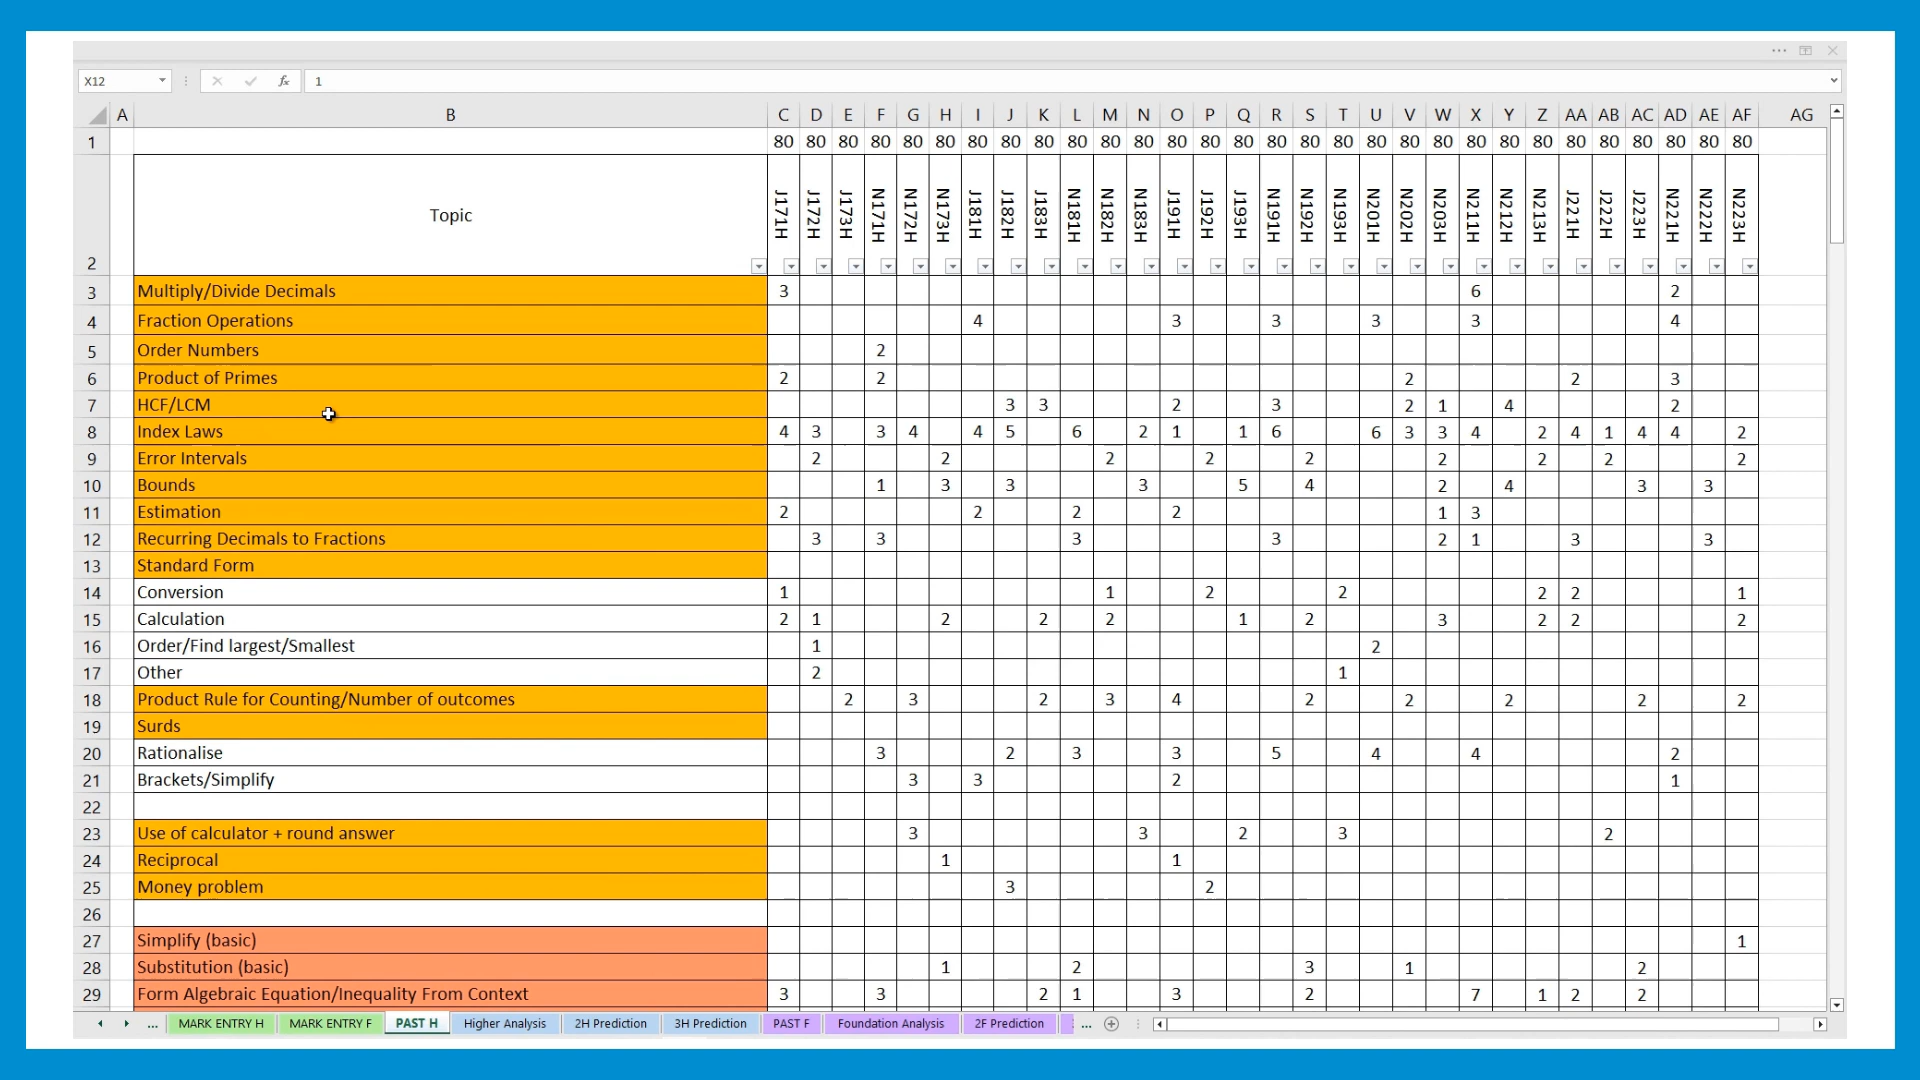 X12 fx 1
A B C D E F G H I J K L M N O P Q R S T U V W X Y Z AA AB AC AD AE AF AG
1 80 80 80 80 80 80 80 80 80 80 80 80 80 80 80 80 80 80 80 80 80 80 80 80 80 80 80 80 80 80
2 Topic J171H J172H J173H N171H N172H N173H J181H J182H J183H N181H N182H N183H J191H J192H J193H N191H N192H N193H N201H N202H N203H N211H N212H N213H J221H J222H J223H N221H N222H N223H
3 Multiply/Divide Decimals 3 6 2
4 Fraction Operations 4 3 3 3 3 4
5 Order Numbers 2
6 Product of Primes 2 2 2 2 3
7 HCF/LCM 3 3 2 3 2 1 4 2
8 Index Laws 4 3 3 4 4 5 6 2 1 1 6 6 3 3 4 2 4 1 4 4 2
9 Error Intervals 2 2 2 2 2 2 2 2 2
10 Bounds 1 3 3 3 5 4 2 4 3 3
11 Estimation 2 2 2 2 1 3
12 Recurring Decimals to Fractions 3 3 3 3 2 1 3 3
13 Standard Form
14 Conversion 1 1 2 2 2 2 1
15 Calculation 2 1 2 2 2 1 2 3 2 2 2
16 Order/Find largest/Smallest 1 2
17 Other 2 1
18 Product Rule for Counting/Number of outcomes 2 3 2 3 4 2 2 2 2 2
19 Surds
20 Rationalise 3 2 3 3 5 4 4 2
21 Brackets/Simplify 3 3 2 1
22
23 Use of calculator + round answer 3 3 2 3 2
24 Reciprocal 1 1
25 Money problem 3 2
26
27 Simplify (basic) 1
28 Substitution (basic) 1 2 3 1 2
29 Form Algebraic Equation/Inequality From Context 3 3 2 1 3 2 7 1 2 2
... MARK ENTRY H MARK ENTRY F PAST H Higher Analysis 2H Prediction 3H Prediction PAST F Foundation Analysis 2F Prediction ...